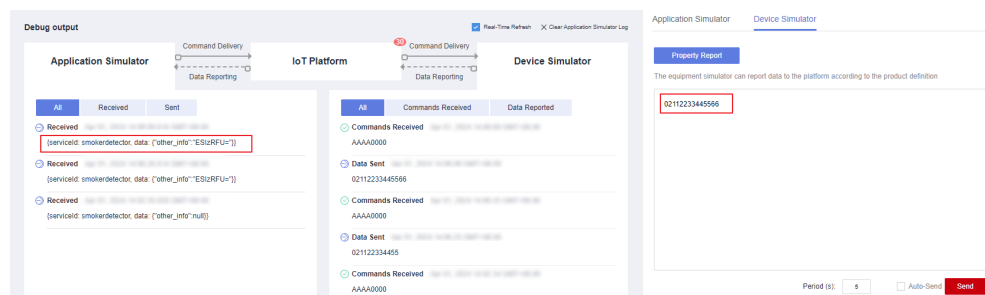 Debug output
Real-Time Refresh
Clear Application Simulator Log
Application Simulator
Command Delivery
Data Reporting
IoT Platform
30
Command Delivery
Data Reporting
Device Simulator
All Received Sent
Received
{serviceId: smokerdetector, data: {"other_info":"ESIzRFU="}}
Received
{serviceId: smokerdetector, data: {"other_info":"ESIzRFU="}}
Received
{serviceId: smokerdetector, data: {"other_info":null}}
All Commands Received Data Reported
Commands Received
AAAA0000
Data Sent
02112233445566
Commands Received
AAAA0000
Data Sent
021122334455
Commands Received
AAAA0000
Application Simulator Device Simulator
Property Report
The equipment simulator can report data to the platform according to the product definition
02112233445566
Period (s): 5 Auto-Send Send